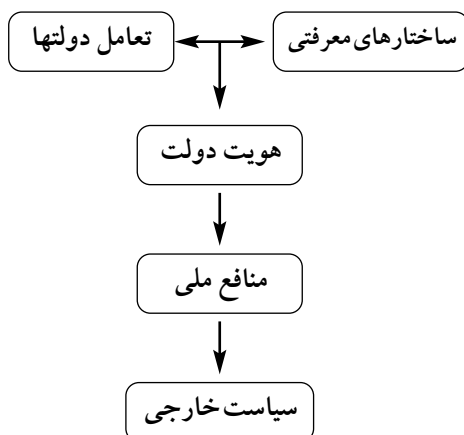 ساختارهای معرفتی
تعامل دولتها
هویت دولت
منافع ملی
سیاست خارجی